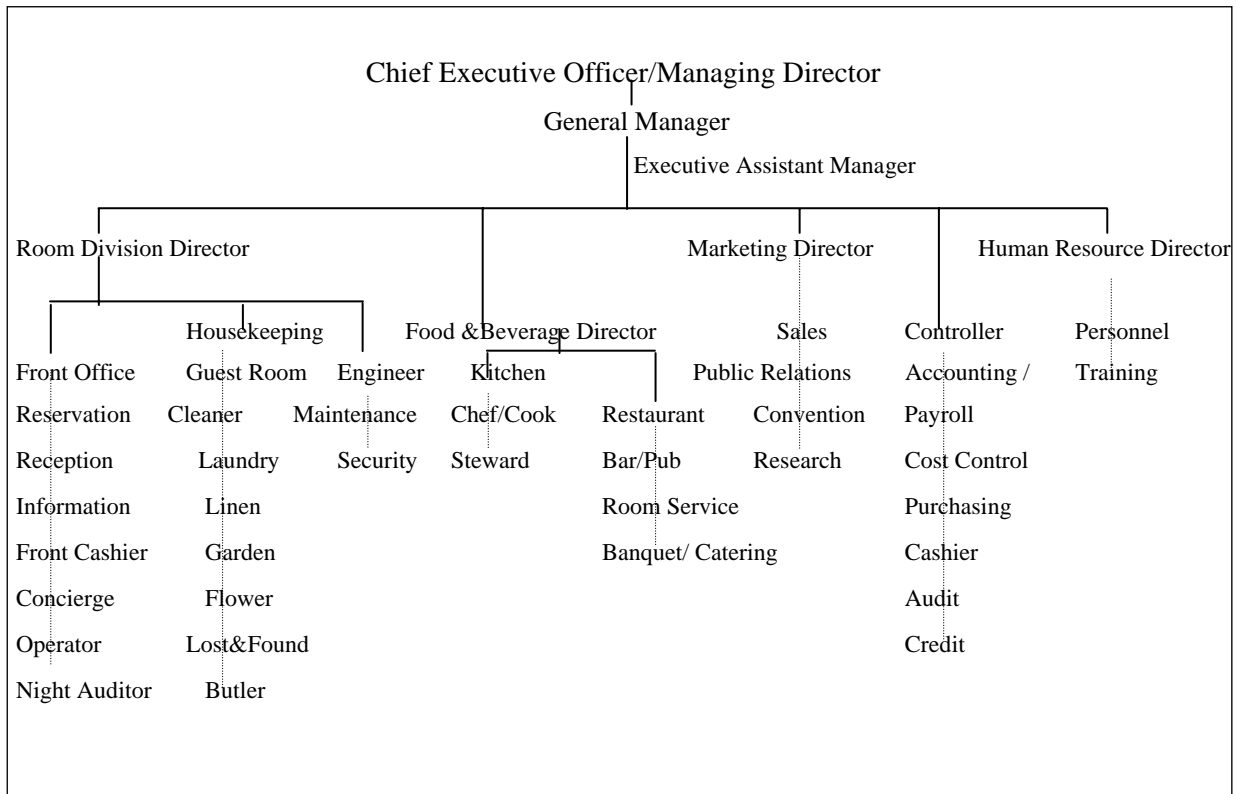 Chief Executive Officer/Managing Director
General Manager
Executive Assistant Manager
Room Division Director Marketing Director Human Resource Director
Housekeeping Food &Beverage Director Sales Controller Personnel
Front Office Guest Room Engineer Kitchen Public Relations Accounting / Training
Reservation Cleaner Maintenance Chef/Cook Restaurant Convention Payroll
Reception Laundry Security Steward Bar/Pub Research Cost Control
Information Linen Room Service Purchasing
Front Cashier Garden Banquet/ Catering Cashier
Concierge Flower Audit
Operator Lost&Found Credit
Night Auditor Butler